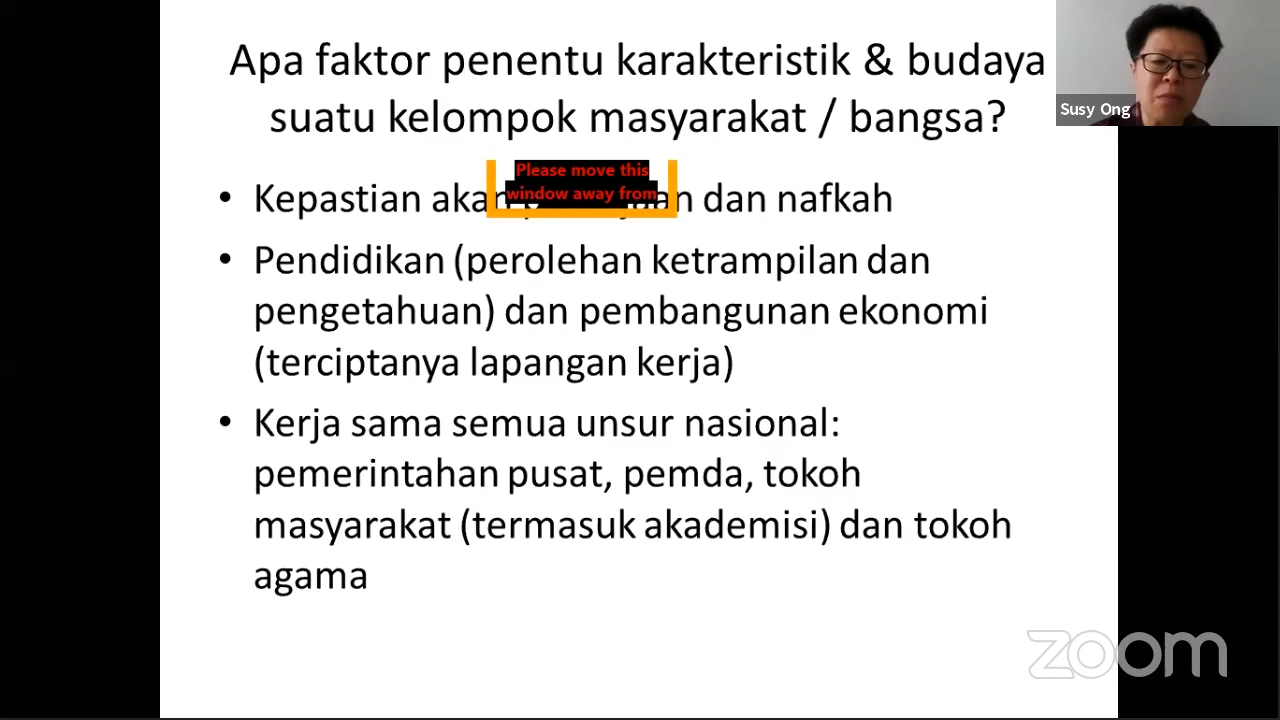 Apa faktor penentu karakteristik & budaya
suatu kelompok masyarakat / bangsa?
Susy Ong
Please move this
window away from
• Kepastian akan dan nafkah
• Pendidikan (perolehan ketrampilan dan
pengetahuan) dan pembangunan ekonomi
(terciptanya lapangan kerja)
• Kerja sama semua unsur nasional:
pemerintahan pusat, pemda, tokoh
masyarakat (termasuk akademisi) dan tokoh
agama
zoom